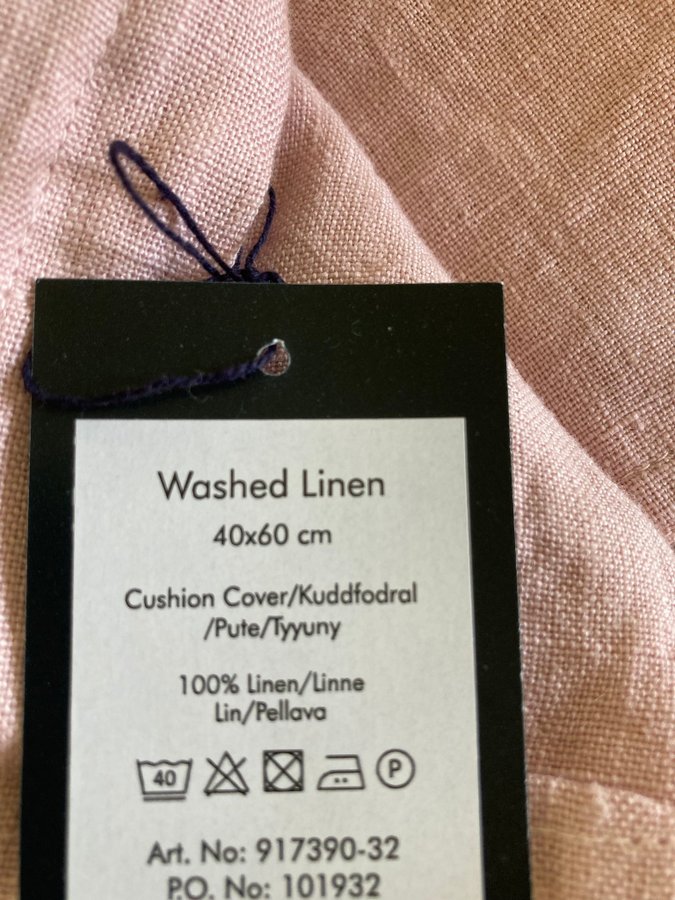 Washed Linen
40x60 cm
Cushion Cover/Kuddfodral
/Pute/Tyyuny
100% Linen/Linne
Lin/Pellava
40 P
Art. No: 917390-32
P.O. No: 101932